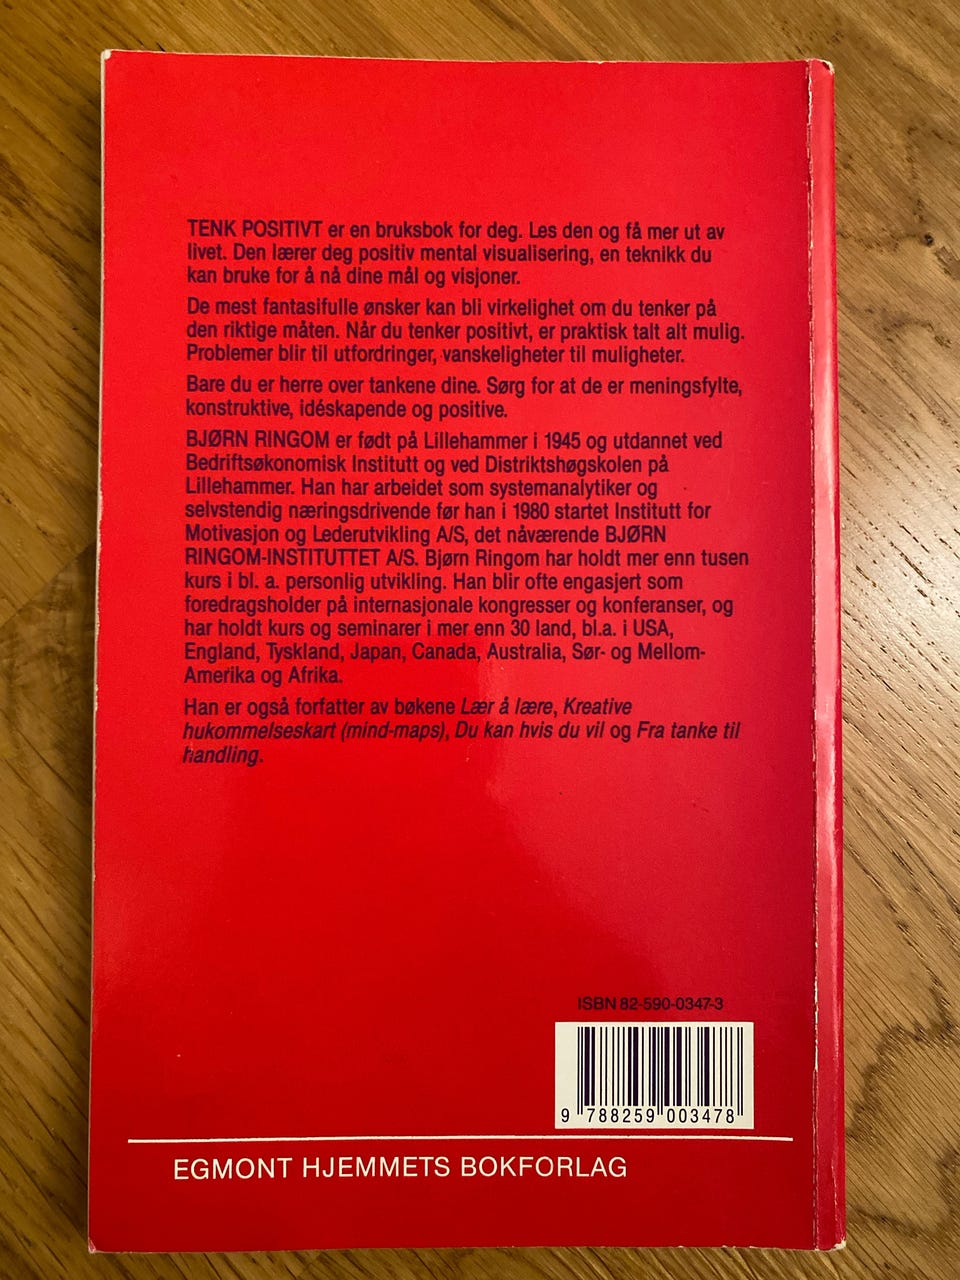 TENK POSITIVT er en bruksbok for deg. Les den og få mer ut av
livet. Den lærer deg positiv mental visualisering, en teknikk du
kan bruke for å nå dine mål og visjoner.
De mest fantasifulle ønsker kan bli virkelighet om du tenker på
den riktige måten. Når du tenker positivt, er praktisk talt alt mulig.
Problemer blir til utfordringer, vanskeligheter til muligheter.
Bare du er herre over tankene dine. Sørg for at de er meningsfylte,
konstruktive, idéskapende og positive.
BJØRN RINGOM er født på Lillehammer i 1945 og utdannet ved
Bedriftsøkonomisk Institutt og ved Distriktshøgskolen på
Lillehammer. Han har arbeidet som systemanalytiker og
selvstendig næringsdrivende før han i 1980 startet Institutt for
Motivasjon og Lederutvikling A/S, det nåværende BJØRN
RINGOM-INSTITUTTET A/S. Bjørn Ringom har holdt mer enn tusen
kurs i bl. a. personlig utvikling. Han blir ofte engasjert som
foredragsholder på internasjonale kongresser og konferanser, og
har holdt kurs og seminarer i mer enn 30 land, bl.a. i USA,
England, Tyskland, Japan, Canada, Australia, Sør- og Mellom-
Amerika og Afrika.
Han er også forfatter av bøkene Lær å lære, Kreative
hukommelseskart (mind-maps), Du kan hvis du vil og Fra tanke til
handling.
ISBN 82-590-0347-3
9 788259 003478
EGMONT HJEMMETS BOKFORLAG